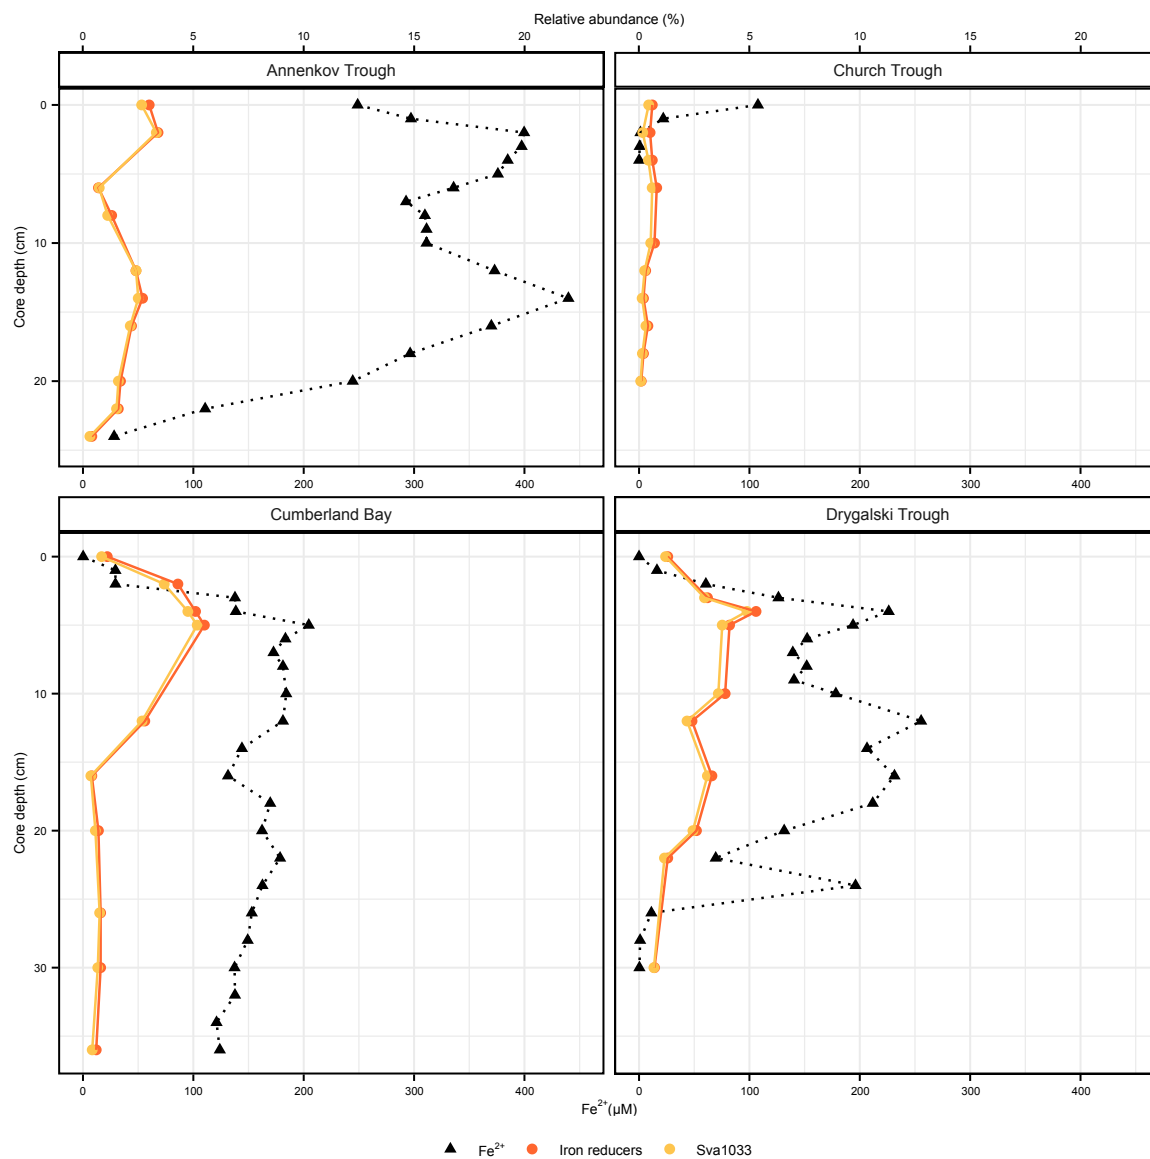 Relative abundance (%)
0 5 10 15 20 0 5 10 15 20
Annenkov Trough Church Trough
0
10
20
Core depth (cm)
0 100 200 300 400 0 100 200 300 400
Cumberland Bay Drygalski Trough
0
10
20
30
Core depth (cm)
0 100 200 300 400 0 100 200 300 400
Fe²⁺(µM)
Fe²⁺ Iron reducers Sva1033